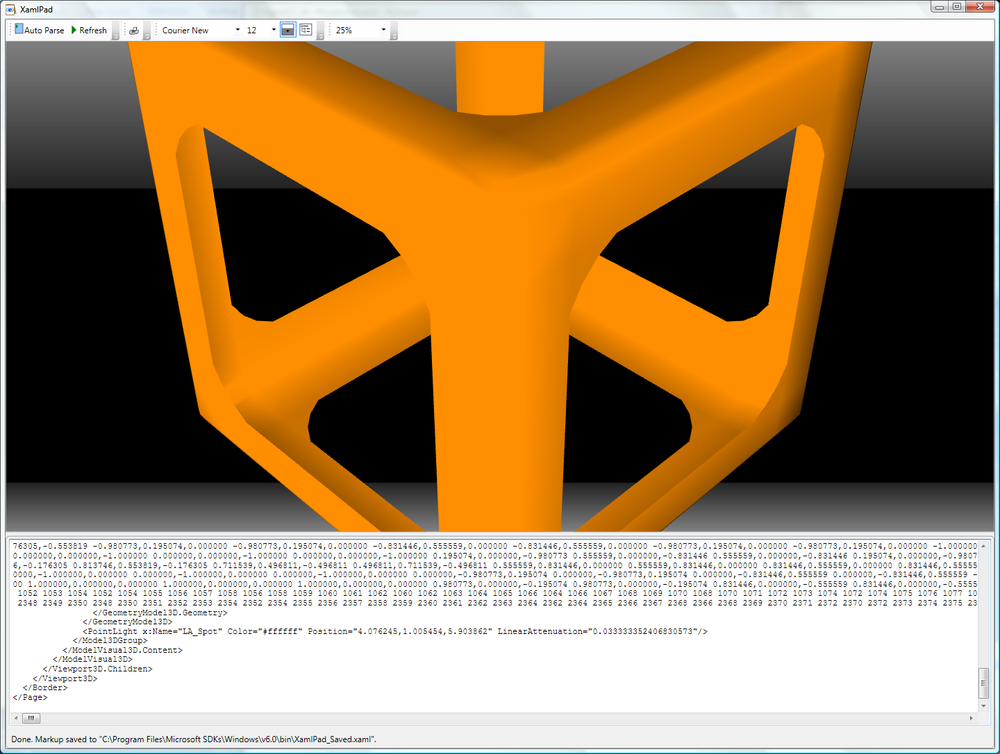 XamlPad
Auto Parse Refresh Courier New 12 25%
76305,-0.553819 -0.980773,0.195074,0.000000 -0.980773,0.195074,0.000000 -0.831446,0.555559,0.000000 -0.831446,0.555559,0.000000 -0.980773,0.195074,0.000000 -0.980773,0.195074,0.000000 -1.000000
0.000000,0.000000,-1.000000 0.000000,0.000000,-1.000000 0.000000,0.000000,-1.000000 0.195074,0.000000,-0.980773 0.555559,0.000000,-0.831446 0.555559,0.000000,-0.831446 0.195074,0.000000,-0.9807
6,-0.176305 0.813746,0.553819,-0.176305 0.711539,0.496811,-0.496811 0.496811,0.711539,-0.496811 0.555559,0.831446,0.000000 0.555559,0.831446,0.000000 0.831446,0.555559,0.000000 0.831446,0.5555
0000,-1.000000,0.000000 0.000000,-1.000000,0.000000 0.000000,-1.000000,0.000000 0.000000,-0.980773,0.195074 0.000000,-0.980773,0.195074 0.000000,-0.831446,0.555559 0.000000,-0.831446,0.555559 -
00 1.000000,0.000000,0.000000 1.000000,0.000000,0.000000 1.000000,0.000000,0.000000 0.980773,0.000000,-0.195074 0.980773,0.000000,-0.195074 0.831446,0.000000,-0.555559 0.831446,0.000000,-0.5555
1052 1053 1054 1052 1054 1055 1056 1057 1058 1056 1058 1059 1060 1061 1062 1060 1062 1063 1064 1065 1066 1064 1066 1067 1068 1069 1070 1068 1070 1071 1072 1073 1074 1072 1074 1075 1076 1077 10
2348 2349 2350 2348 2350 2351 2352 2353 2354 2352 2354 2355 2356 2357 2358 2356 2358 2359 2360 2361 2362 2360 2362 2363 2364 2365 2366 2364 2366 2367 2368 2369 2370 2368 2370 2371 2372 2373 2374 2375 23
</GeometryModel3D.Geometry>
</GeometryModel3D>
<PointLight x:Name="LA_Spot" Color="#ffffff" Position="4.076245,1.005454,5.903862" LinearAttenuation="0.033333352406830573"/>
</Model3DGroup>
</ModelVisual3D.Content>
</ModelVisual3D>
</Viewport3D.Children>
</Viewport3D>
</Border>
</Page>
Done. Markup saved to "C:\Program Files\Microsoft SDKs\Windows\v6.0\bin\XamlPad_Saved.xaml".